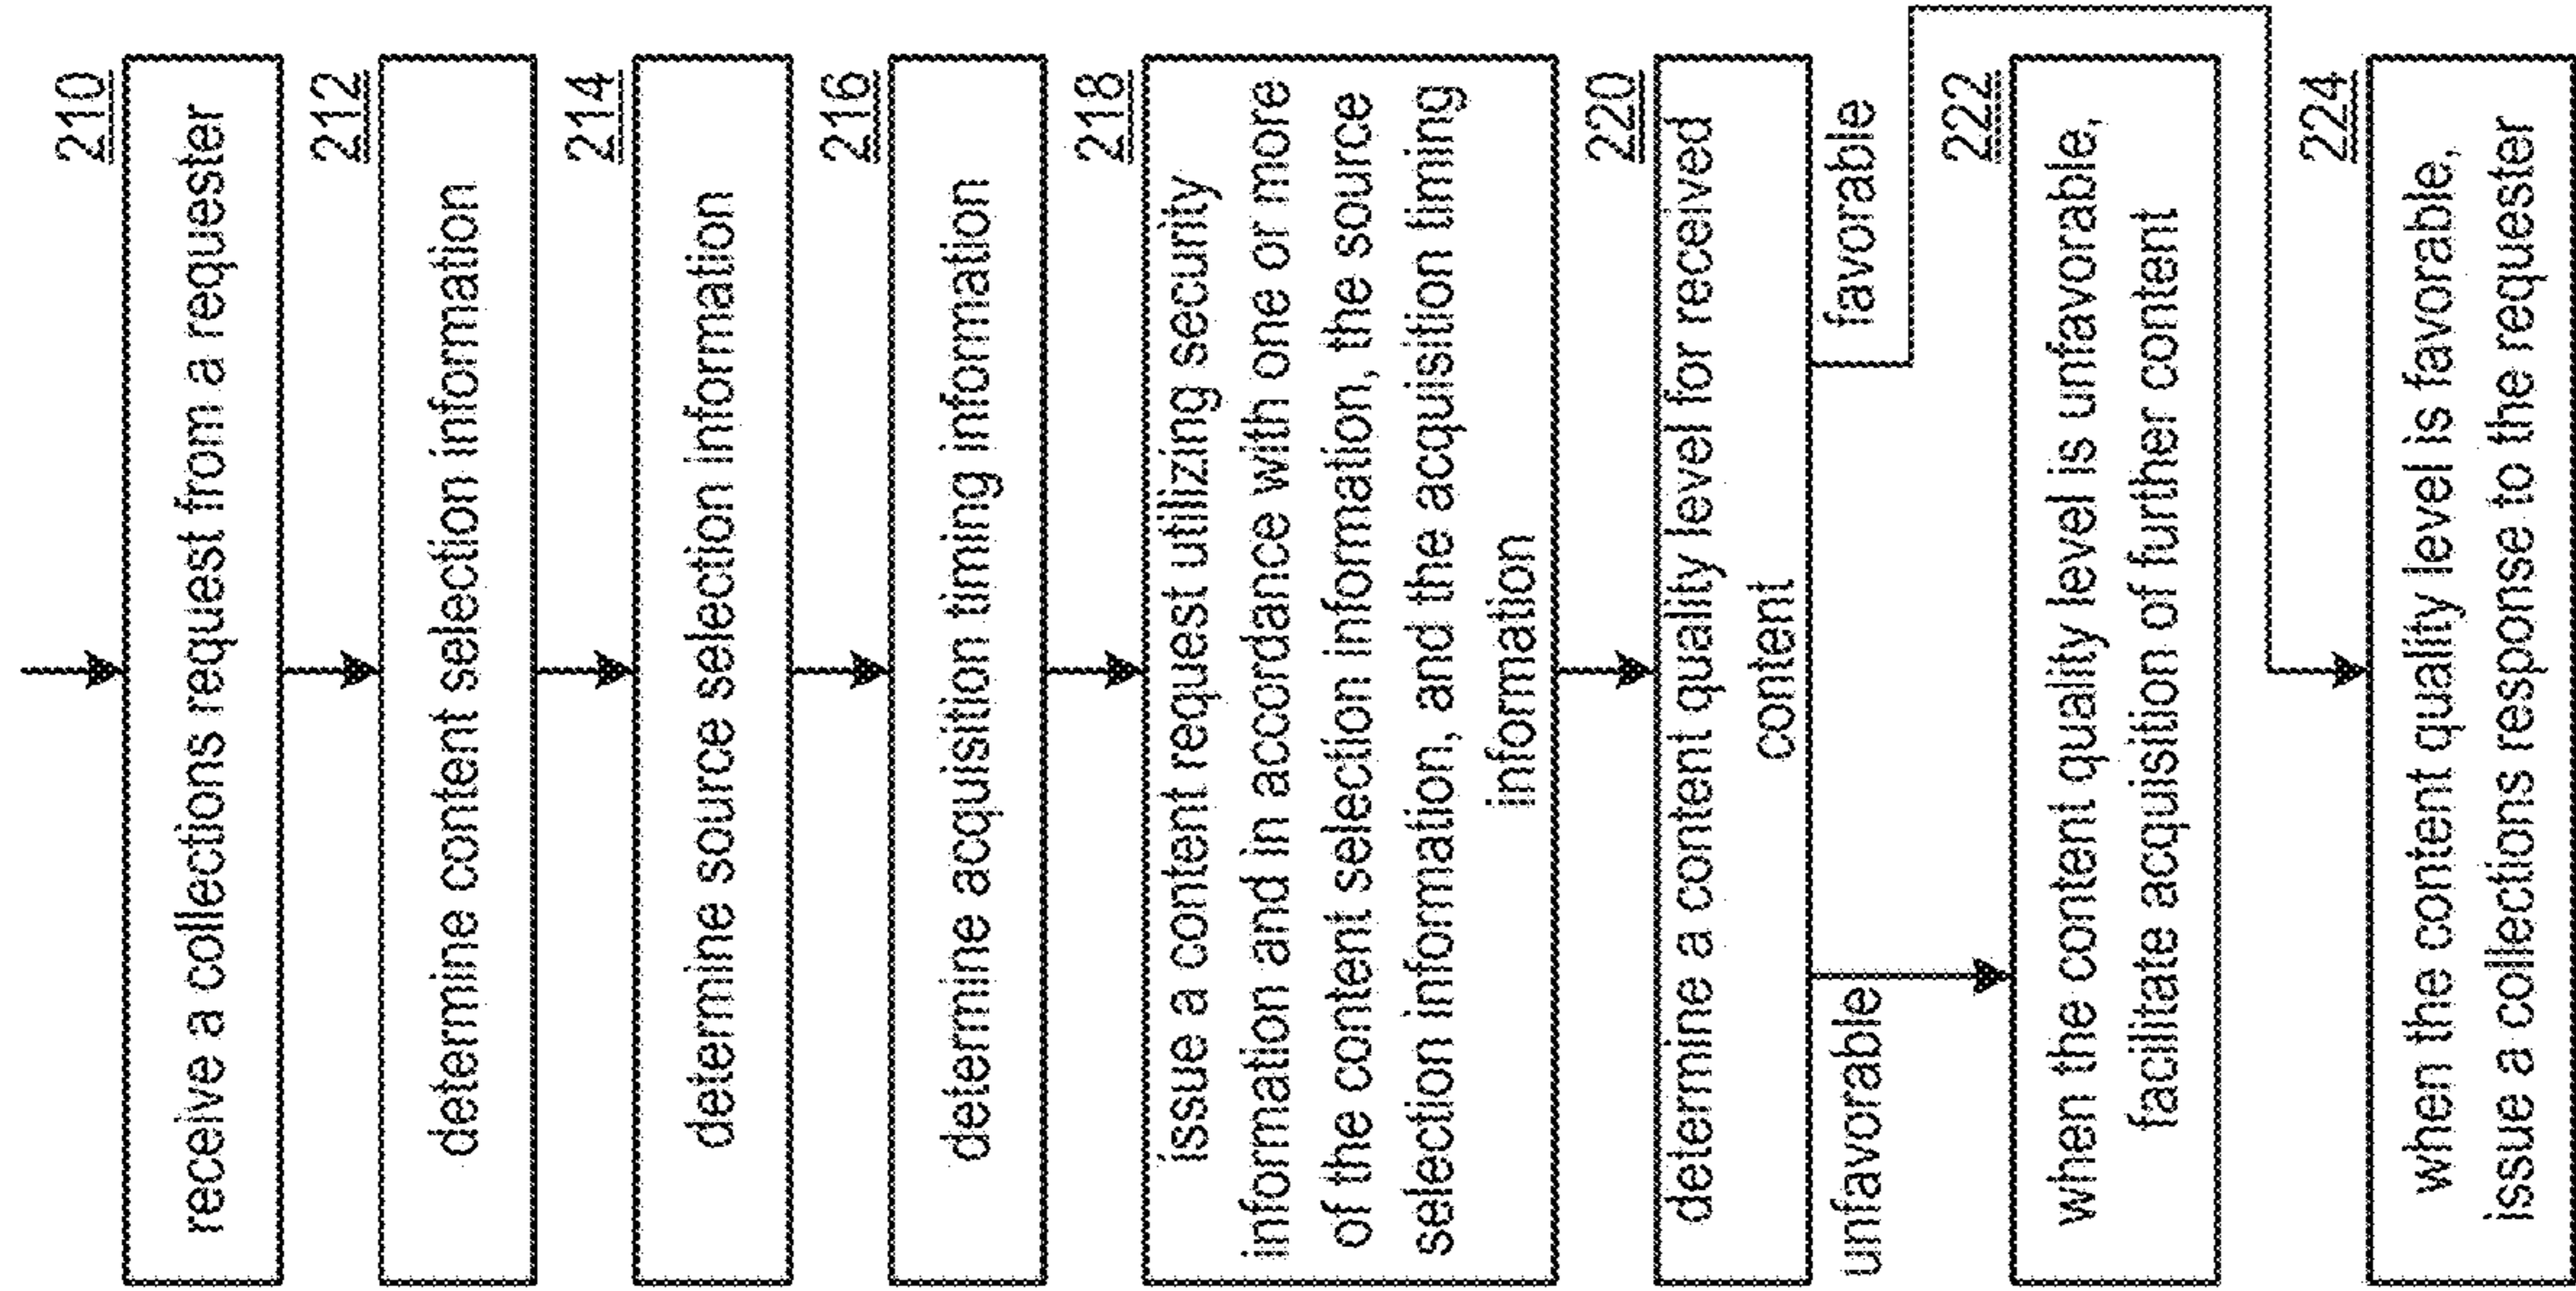 210
receive a collections request from a requester
212
determine content selection information
214
determine source selection information
216
determine acquisition timing information
218
issue a content request utilizing security
information and in accordance with one or more
of the content selection information, the source
selection information, and the acquisition timing
information
220
determine a content quality level for received
content
unfavorable
favorable
222
when the content quality level is unfavorable,
facilitate acquisition of further content
224
when the content quality level is favorable,
issue a collections response to the requester